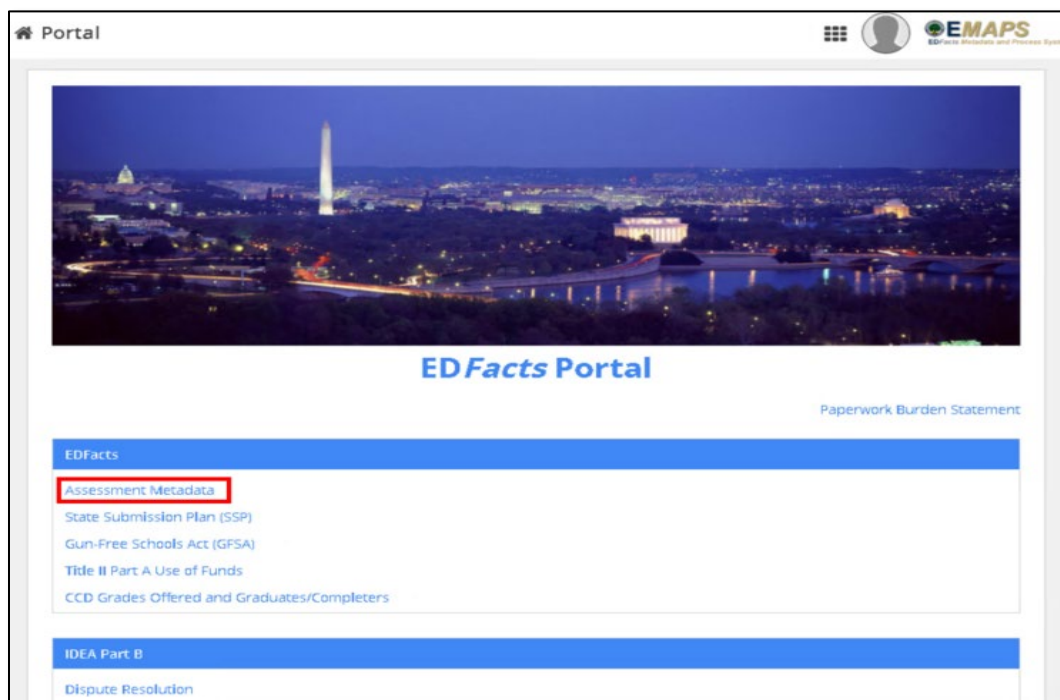 Portal
EMAPS
EDFacts Metadata and Process System
EDFacts Portal
Paperwork Burden Statement
EDFacts
Assessment Metadata
State Submission Plan (SSP)
Gun-Free Schools Act (GFSA)
Title II Part A Use of Funds
CCD Grades Offered and Graduates/Completers
IDEA Part B
Dispute Resolution